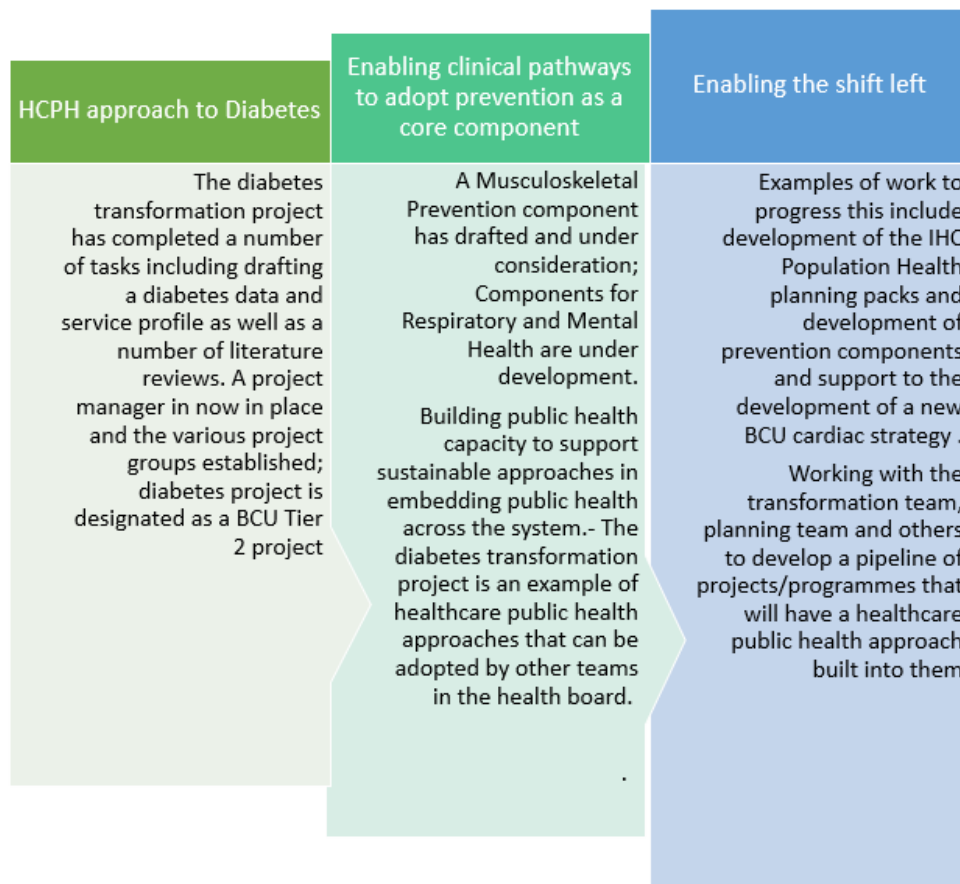 HCPH approach to Diabetes
The diabetes
transformation project
has completed a number
of tasks including drafting
a diabetes data and
service profile as well as a
number of literature
reviews. A project
manager in now in place
and the various project
groups established;
diabetes project is
designated as a BCU Tier
2 project
Enabling clinical pathways
to adopt prevention as a
core component
A Musculoskeletal
Prevention component
has drafted and under
consideration;
Components for
Respiratory and Mental
Health are under
development.
Building public health
capacity to support
sustainable approaches in
embedding public health
across the system.- The
diabetes transformation
project is an example of
healthcare public health
approaches that can be
adopted by other teams
in the health board.
.
Enabling the shift left
Examples of work to
progress this include
development of the IHC
Population Health
planning packs and
development of
prevention components
and support to the
development of a new
BCU cardiac strategy .
Working with the
transformation team,
planning team and others
to develop a pipeline of
projects/programmes that
will have a healthcare
public health approach
built into them